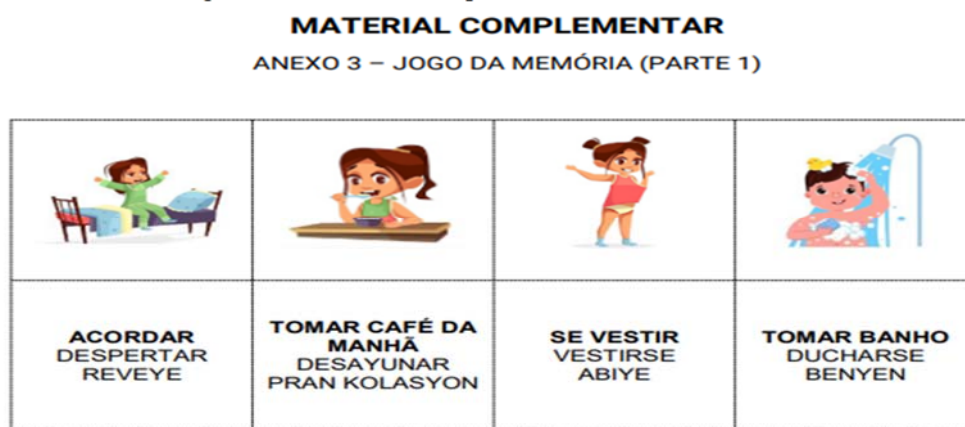 MATERIAL COMPLEMENTAR
ANEXO 3 – JOGO DA MEMÓRIA (PARTE 1)
ACORDAR
DESPERTAR
REVEYE
TOMAR CAFÉ DA
MANHÃ
DESAYUNAR
PRAN KOLASYON
SE VESTIR
VESTIRSE
ABIYE
TOMAR BANHO
DUCHARSE
BENYEN